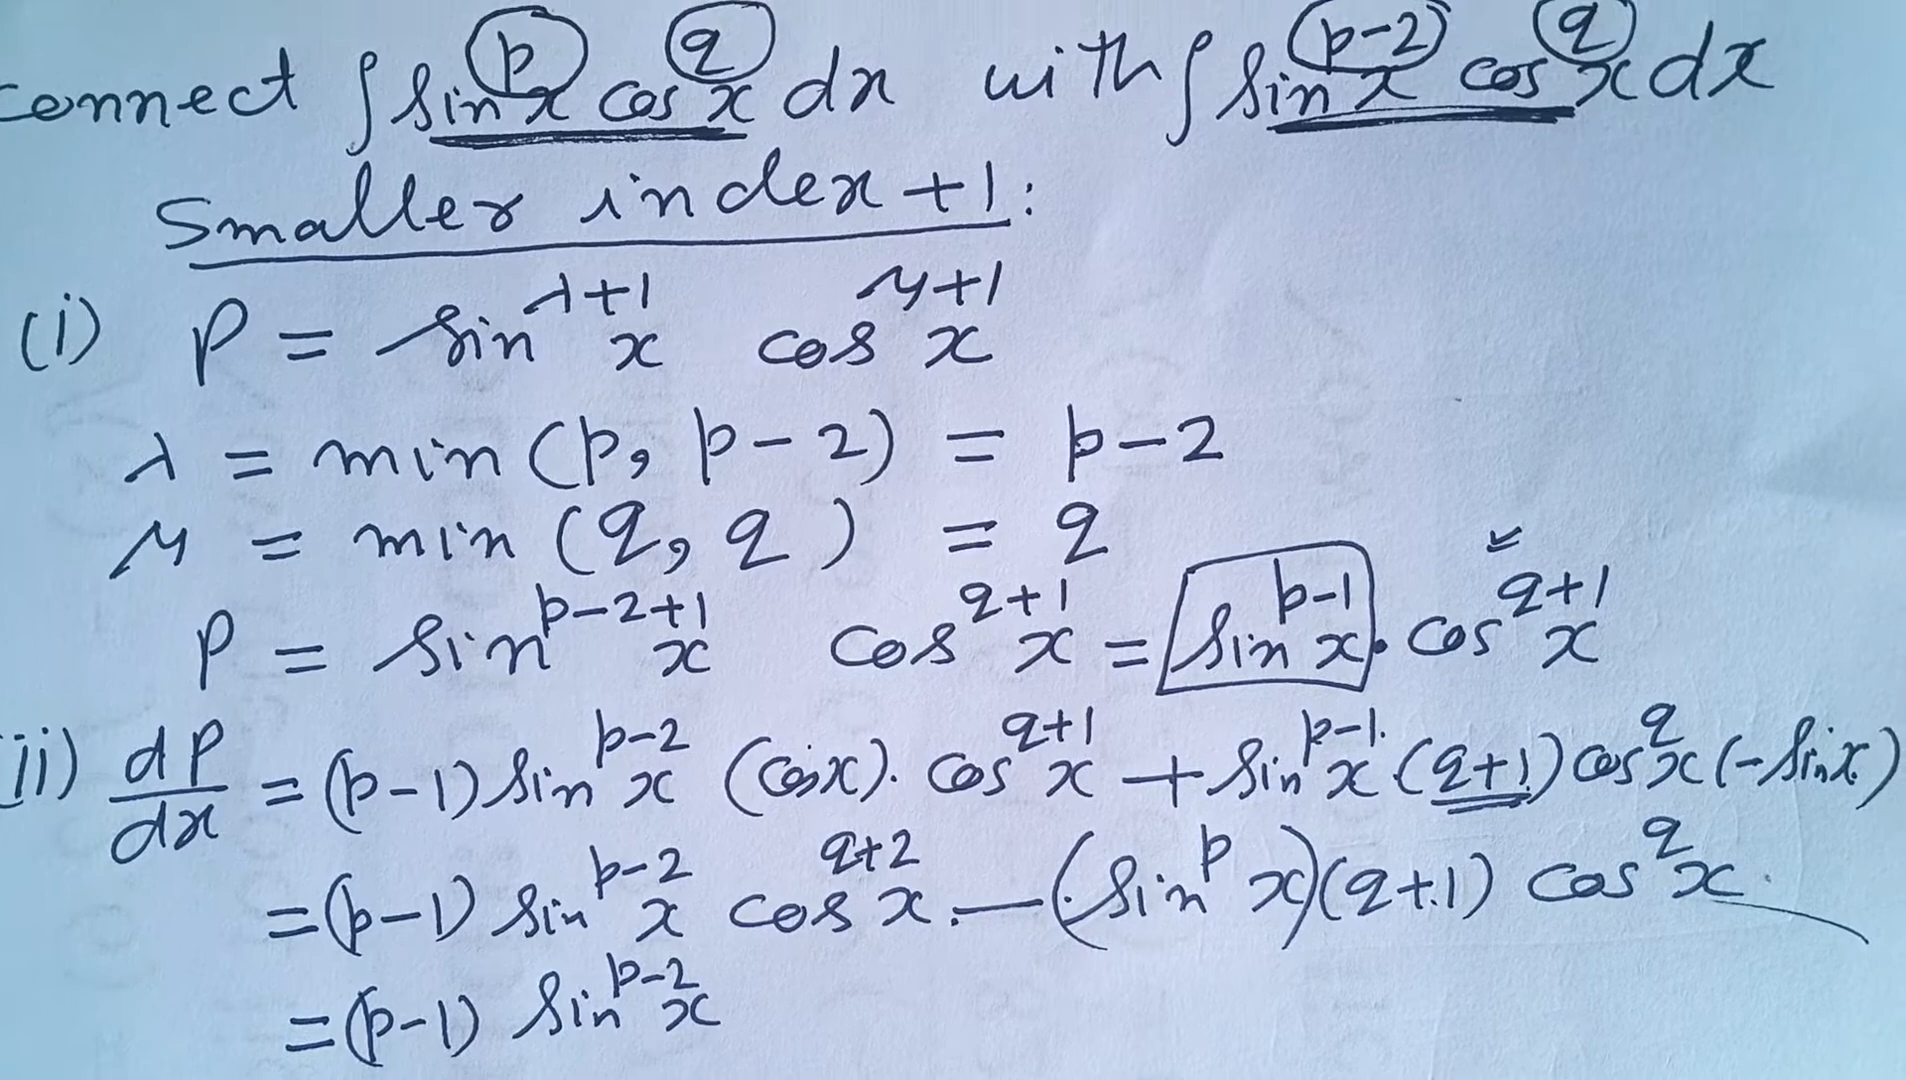 connect ∫ sin^p x cos^q x dx with ∫ sin^(p-2) x cos^q x dx
Smaller index +1:
(i) P = sin^(λ+1) x cos^(μ+1) x
λ = min (p, p-2) = p-2
μ = min (q, q) = q
P = sin^(p-2+1) x cos^(q+1) x = sin^(p-1) x . cos^(q+1) x
(ii) dP/dx = (p-1) sin^(p-2) x (cosx). cos^(q+1) x + sin^(p-1) x . (q+1) cos^q x (-sinx)
= (p-1) sin^(p-2) x cos^(q+2) x . — (sin^p x)(q+1) cos^q x.
= (p-1) sin^(p-2) x